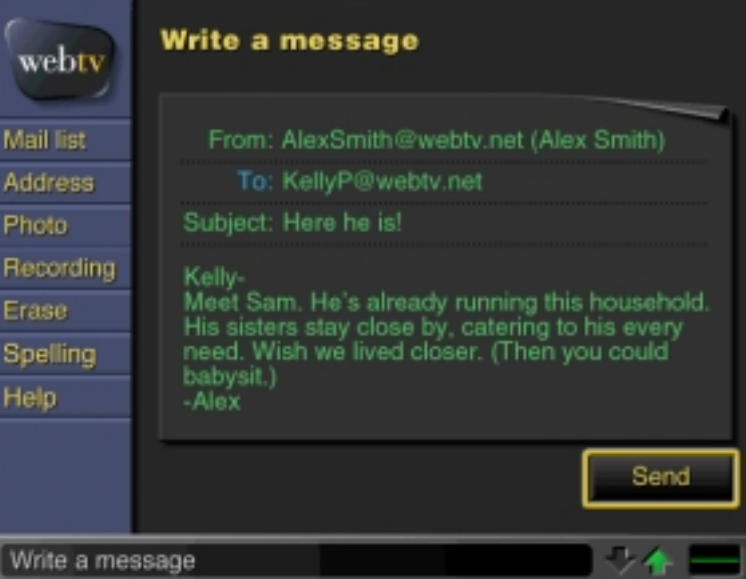 webtv
Write a message
Mail list
Address
Photo
Recording
Erase
Spelling
Help
From: AlexSmith@webtv.net (Alex Smith)
To: KellyP@webtv.net
Subject: Here he is!
Kelly-
Meet Sam. He's already running this household.
His sisters stay close by, catering to his every
need. Wish we lived closer. (Then you could
babysit.)
-Alex
Send
Write a message